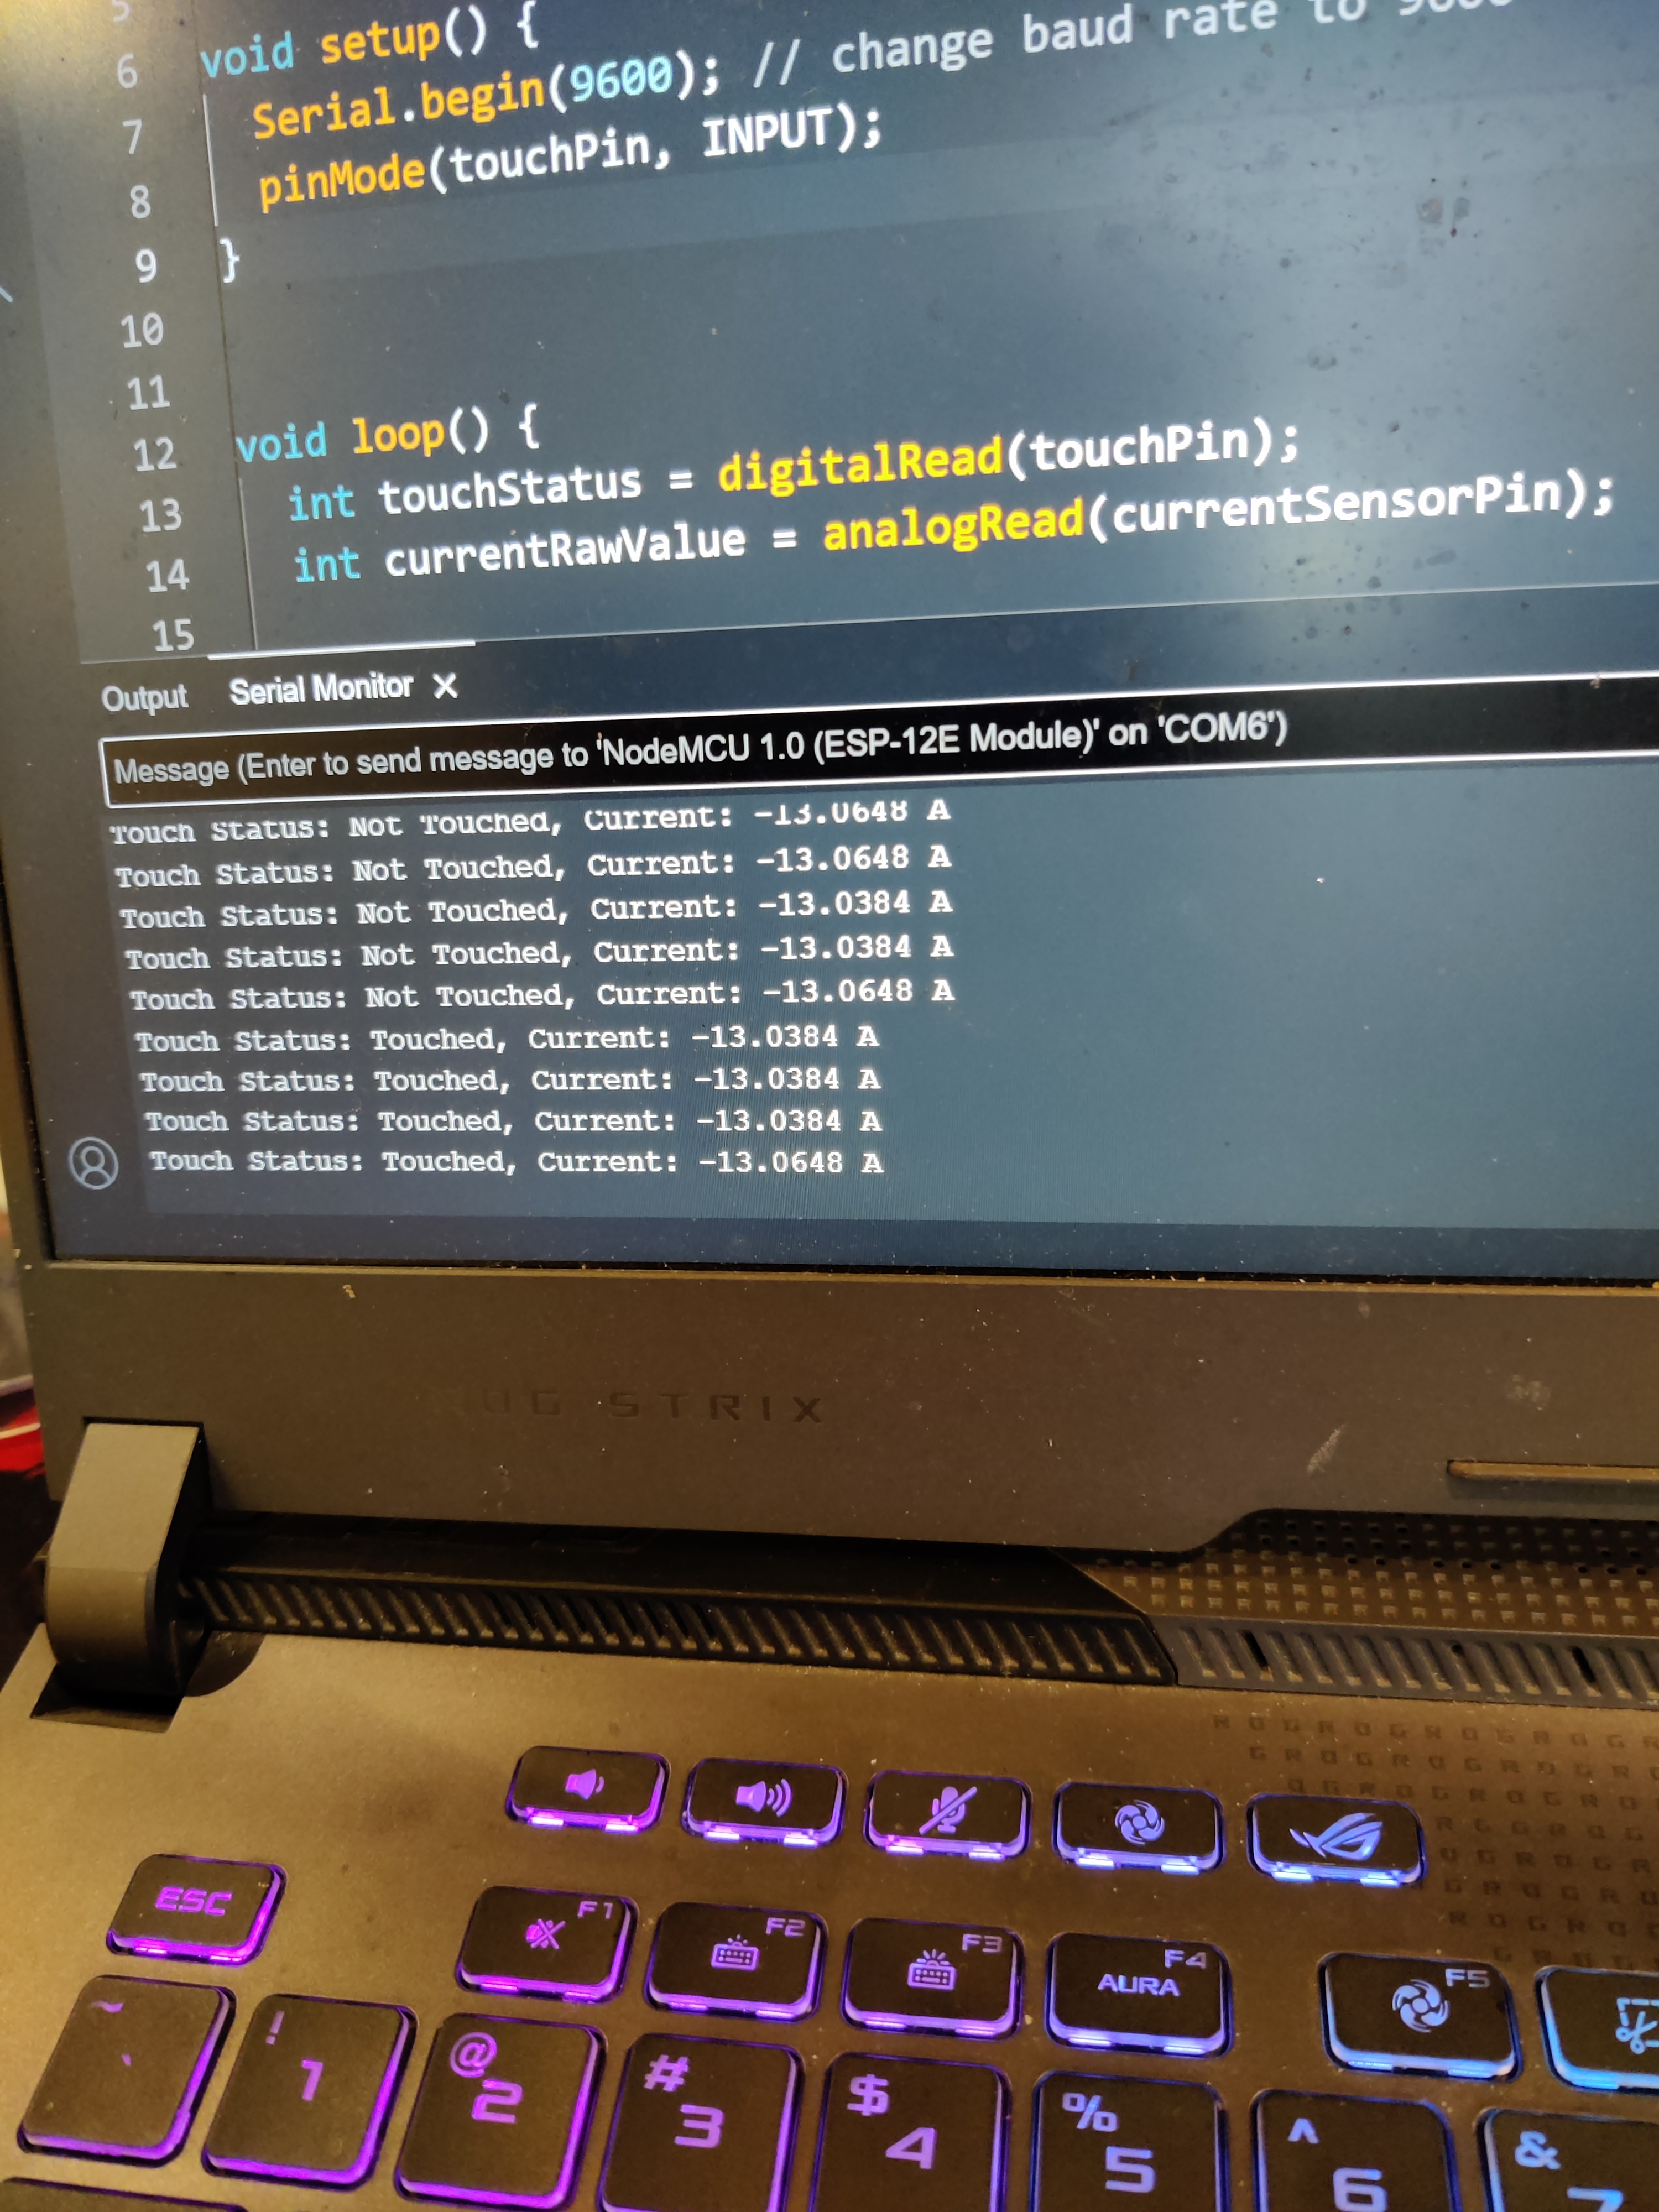 5
6 void setup() {
7 Serial.begin(9600); // change baud rate to 9600
8 pinMode(touchPin, INPUT);
9 }
10
11
12 void loop() {
13 int touchStatus = digitalRead(touchPin);
14 int currentRawValue = analogRead(currentSensorPin);
15
Output Serial Monitor X
Message (Enter to send message to 'NodeMCU 1.0 (ESP-12E Module)' on 'COM6')
Touch Status: Not Touched, Current: -13.0648 A
Touch Status: Not Touched, Current: -13.0648 A
Touch Status: Not Touched, Current: -13.0384 A
Touch Status: Not Touched, Current: -13.0384 A
Touch Status: Not Touched, Current: -13.0648 A
Touch Status: Touched, Current: -13.0384 A
Touch Status: Touched, Current: -13.0384 A
Touch Status: Touched, Current: -13.0384 A
Touch Status: Touched, Current: -13.0648 A
STRIX
ESC F1 F2 F3 F4 AURA F5
~ ` ! 1 @ 2 # 3 $ 4 % 5 ^ 6 & 7